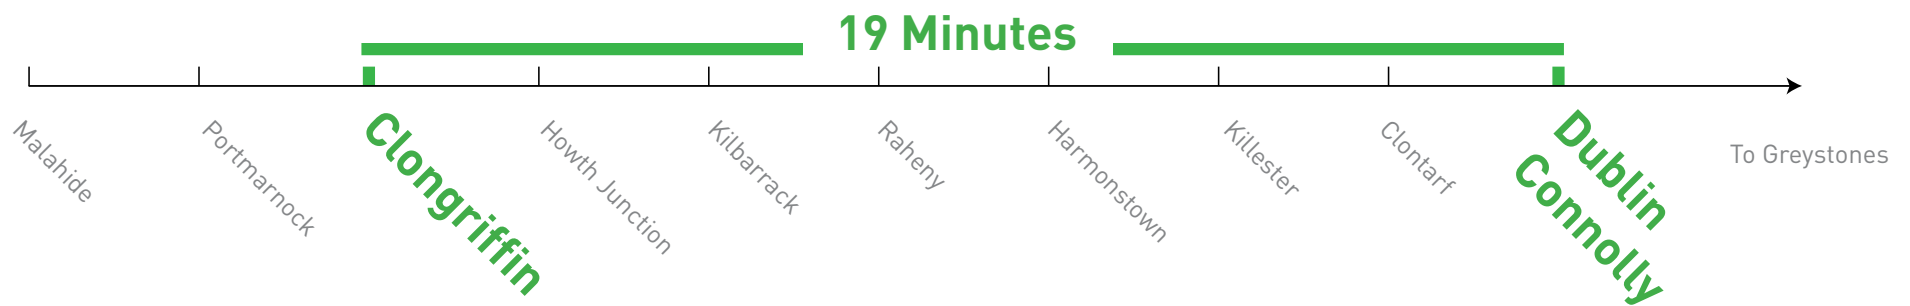 19 Minutes
Malahide
Portmarnock
Clongriffin
Howth Junction
Kilbarrack
Raheny
Harmonstown
Killester
Clontarf
Dublin
Connolly
To Greystones